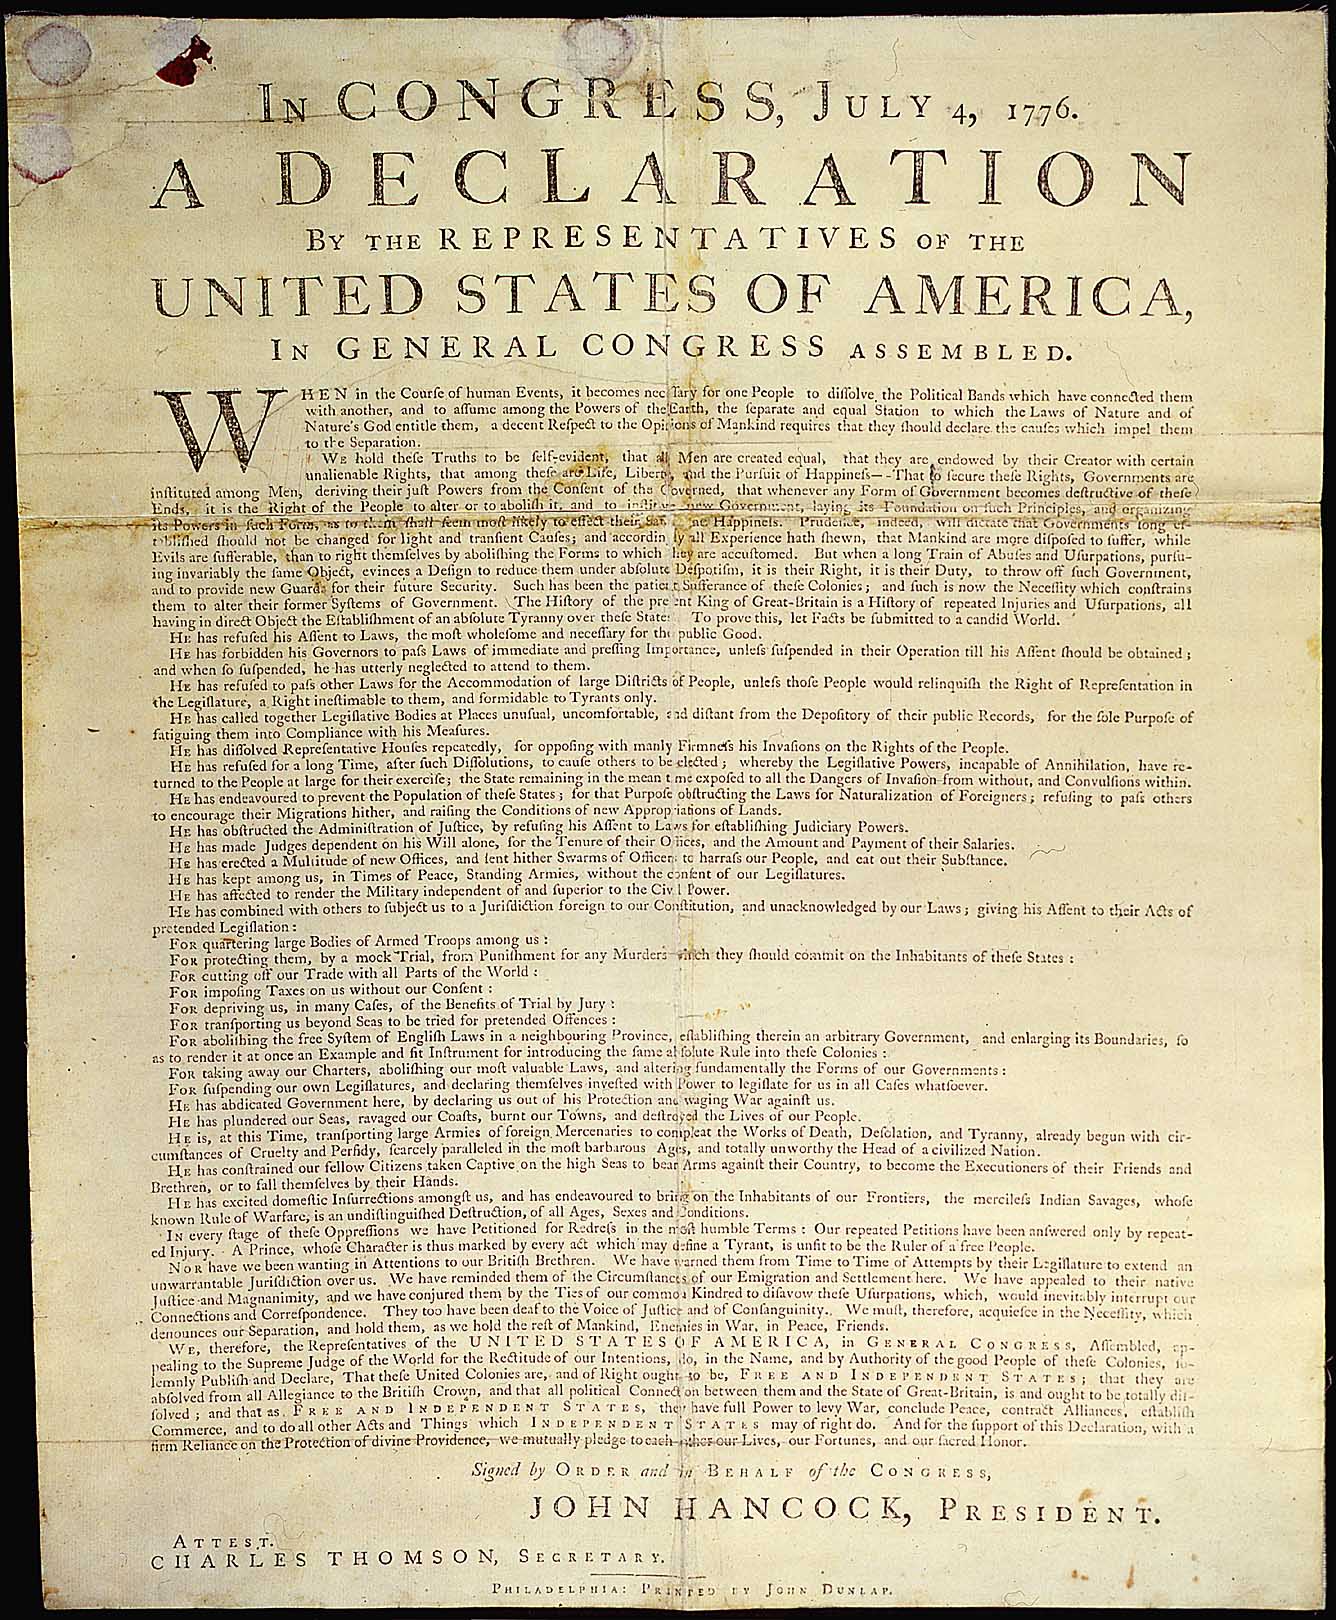 IN CONGRESS, JULY 4, 1776.
A DECLARATION
BY THE REPRESENTATIVES OF THE
UNITED STATES OF AMERICA,
IN GENERAL CONGRESS ASSEMBLED.
WHEN in the Courſe of human Events, it becomes neceſſary for one People to diſſolve the Political Bands which have connected them
with another, and to aſſume among the Powers of the Earth, the ſeparate and equal Station to which the Laws of Nature and of
Nature's God entitle them, a decent Reſpect to the Opinions of Mankind requires that they ſhould declare the cauſes which impel them
to the Separation.
WE hold theſe Truths to be ſelf-evident, that all Men are created equal, that they are endowed by their Creator with certain
unalienable Rights, that among theſe are Life, Liberty, and the Purſuit of Happineſs—-That to ſecure theſe Rights, Governments are
inſtituted among Men, deriving their juſt Powers from the Conſent of the Governed, that whenever any Form of Government becomes deſtructive of theſe
Ends, it is the Right of the People to alter or to aboliſh it, and to inſtitute new Government, laying its Foundation on ſuch Principles, and organizing
its Powers in ſuch Form, as to them ſhall ſeem moſt likely to effect their Safety and Happineſs. Prudence, indeed, will dictate that Governments long eſ-
tabliſhed ſhould not be changed for light and tranſient Cauſes; and accordingly all Experience hath ſhewn, that Mankind are more diſpoſed to ſuffer, while
Evils are ſufferable, than to right themſelves by aboliſhing the Forms to which they are accuſtomed. But when a long Train of Abuſes and Uſurpations, purſu-
ing invariably the ſame Object, evinces a Deſign to reduce them under abſolute Deſpotiſm, it is their Right, it is their Duty, to throw off ſuch Government,
and to provide new Guards for their future Security. Such has been the patient Sufferance of theſe Colonies; and ſuch is now the Neceſſity which conſtrains
them to alter their former Syſtems of Government. The Hiſtory of the preſent King of Great-Britain is a Hiſtory of repeated Injuries and Uſurpations, all
having in direct Object the Eſtabliſhment of an abſolute Tyranny over theſe States. To prove this, let Facts be ſubmitted to a candid World.
HE has refuſed his Aſſent to Laws, the moſt wholeſome and neceſſary for the public Good.
HE has forbidden his Governors to paſs Laws of immediate and preſſing Importance, unleſs ſuſpended in their Operation till his Aſſent ſhould be obtained;
and when ſo ſuſpended, he has utterly neglected to attend to them.
HE has refuſed to paſs other Laws for the Accommodation of large Diſtricts of People, unleſs thoſe People would relinquiſh the Right of Repreſentation in
the Legiſlature, a Right ineſtimable to them, and formidable to Tyrants only.
HE has called together Legiſlative Bodies at Places unuſual, uncomfortable, and diſtant from the Depoſitory of their public Records, for the ſole Purpoſe of
fatiguing them into Compliance with his Meaſures.
HE has diſſolved Repreſentative Houſes repeatedly, for oppoſing with manly Firmneſs his Invaſions on the Rights of the People.
HE has refuſed for a long Time, after ſuch Diſſolutions, to cauſe others to be elected; whereby the Legiſlative Powers, incapable of Annihilation, have re-
turned to the People at large for their exerciſe; the State remaining in the mean time expoſed to all the Dangers of Invaſion from without, and Convulſions within.
HE has endeavoured to prevent the Population of theſe States; for that Purpoſe obſtructing the Laws for Naturalization of Foreigners; refuſing to paſs others
to encourage their Migrations hither, and raiſing the Conditions of new Appropriations of Lands.
HE has obſtructed the Adminiſtration of Juſtice, by refuſing his Aſſent to Laws for eſtabliſhing Judiciary Powers.
HE has made Judges dependent on his Will alone, for the Tenure of their Offices, and the Amount and Payment of their Salaries.
HE has erected a Multitude of new Offices, and ſent hither Swarms of Officers to harraſs our People, and eat out their Subſtance.
HE has kept among us, in Times of Peace, Standing Armies, without the conſent of our Legiſlatures.
HE has affected to render the Military independent of and ſuperior to the Civil Power.
HE has combined with others to ſubject us to a Juriſdiction foreign to our Conſtitution, and unacknowledged by our Laws; giving his Aſſent to their Acts of
pretended Legiſlation:
FOR quartering large Bodies of Armed Troops among us:
FOR protecting them, by a mock Trial, from Puniſhment for any Murders which they ſhould commit on the Inhabitants of theſe States:
FOR cutting off our Trade with all Parts of the World:
FOR impoſing Taxes on us without our Conſent:
FOR depriving us, in many Caſes, of the Benefits of Trial by Jury:
FOR tranſporting us beyond Seas to be tried for pretended Offences:
FOR aboliſhing the free Syſtem of Engliſh Laws in a neighbouring Province, eſtabliſhing therein an arbitrary Government, and enlarging its Boundaries, ſo
as to render it at once an Example and fit Inſtrument for introducing the ſame abſolute Rule into theſe Colonies:
FOR taking away our Charters, aboliſhing our moſt valuable Laws, and altering fundamentally the Forms of our Governments:
FOR ſuſpending our own Legiſlatures, and declaring themſelves inveſted with Power to legiſlate for us in all Caſes whatſoever.
HE has abdicated Government here, by declaring us out of his Protection and waging War againſt us.
HE has plundered our Seas, ravaged our Coaſts, burnt our Towns, and deſtroyed the Lives of our People.
HE is, at this Time, tranſporting large Armies of foreign Mercenaries to compleat the Works of Death, Deſolation, and Tyranny, already begun with cir-
cumſtances of Cruelty and Perfidy, ſcarcely paralleled in the moſt barbarous Ages, and totally unworthy the Head of a civilized Nation.
HE has conſtrained our fellow Citizens taken Captive on the high Seas to bear Arms againſt their Country, to become the Executioners of their Friends and
Brethren, or to fall themſelves by their Hands.
HE has excited domeſtic Inſurrections amongſt us, and has endeavoured to bring on the Inhabitants of our Frontiers, the mercileſs Indian Savages, whoſe
known Rule of Warfare, is an undiſtinguiſhed Deſtruction, of all Ages, Sexes and Conditions.
IN every ſtage of theſe Oppreſſions we have Petitioned for Redreſs in the moſt humble Terms: Our repeated Petitions have been anſwered only by repeat-
ed Injury. A Prince, whoſe Character is thus marked by every act which may define a Tyrant, is unfit to be the Ruler of a free People.
NOR have we been wanting in Attentions to our Britiſh Brethren. We have warned them from Time to Time of Attempts by their Legiſlature to extend an
unwarrantable Juriſdiction over us. We have reminded them of the Circumſtances of our Emigration and Settlement here. We have appealed to their native
Juſtice and Magnanimity, and we have conjured them by the Ties of our common Kindred to diſavow theſe Uſurpations, which, would inevitably interrupt our
Connections and Correſpondence. They too have been deaf to the Voice of Juſtice and of Conſanguinity. We muſt, therefore, acquieſce in the Neceſſity, which
denounces our Separation, and hold them, as we hold the reſt of Mankind, Enemies in War, in Peace, Friends.
WE, therefore, the Repreſentatives of the UNITED STATES OF AMERICA, in GENERAL CONGRESS, Aſſembled, ap-
pealing to the Supreme Judge of the World for the Rectitude of our Intentions, do, in the Name, and by Authority of the good People of theſe Colonies, ſo-
lemnly Publiſh and Declare, That theſe United Colonies are, and of Right ought to be, FREE AND INDEPENDENT STATES; that they are
abſolved from all Allegiance to the Britiſh Crown, and that all political Connection between them and the State of Great-Britain, is and ought to be totally diſ-
ſolved; and that as FREE AND INDEPENDENT STATES, they have full Power to levy War, conclude Peace, contract Alliances, eſtabliſh
Commerce, and to do all other Acts and Things which INDEPENDENT STATES may of right do. And for the ſupport of this Declaration, with a
firm Reliance on the Protection of divine Providence, we mutually pledge to each other our Lives, our Fortunes, and our ſacred Honor.
Signed by ORDER and in BEHALF of the CONGRESS,
JOHN HANCOCK, PRESIDENT.
ATTEST.
CHARLES THOMSON, SECRETARY.
PHILADELPHIA: PRINTED BY JOHN DUNLAP.